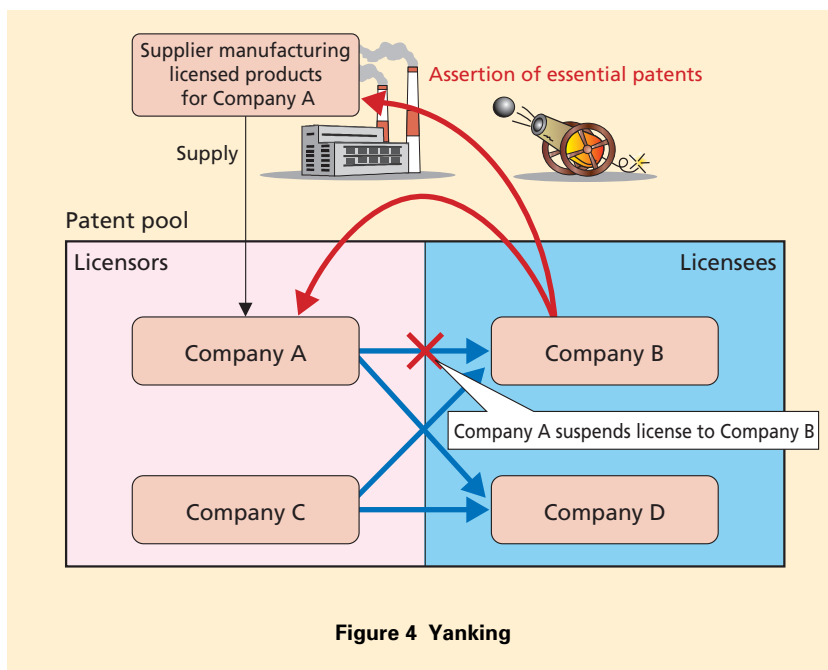 Supplier manufacturing
licensed products
for Company A
Assertion of essential patents
Supply
Patent pool
Licensors
Licensees
Company A
Company B
Company A suspends license to Company B
Company C
Company D
Figure 4 Yanking